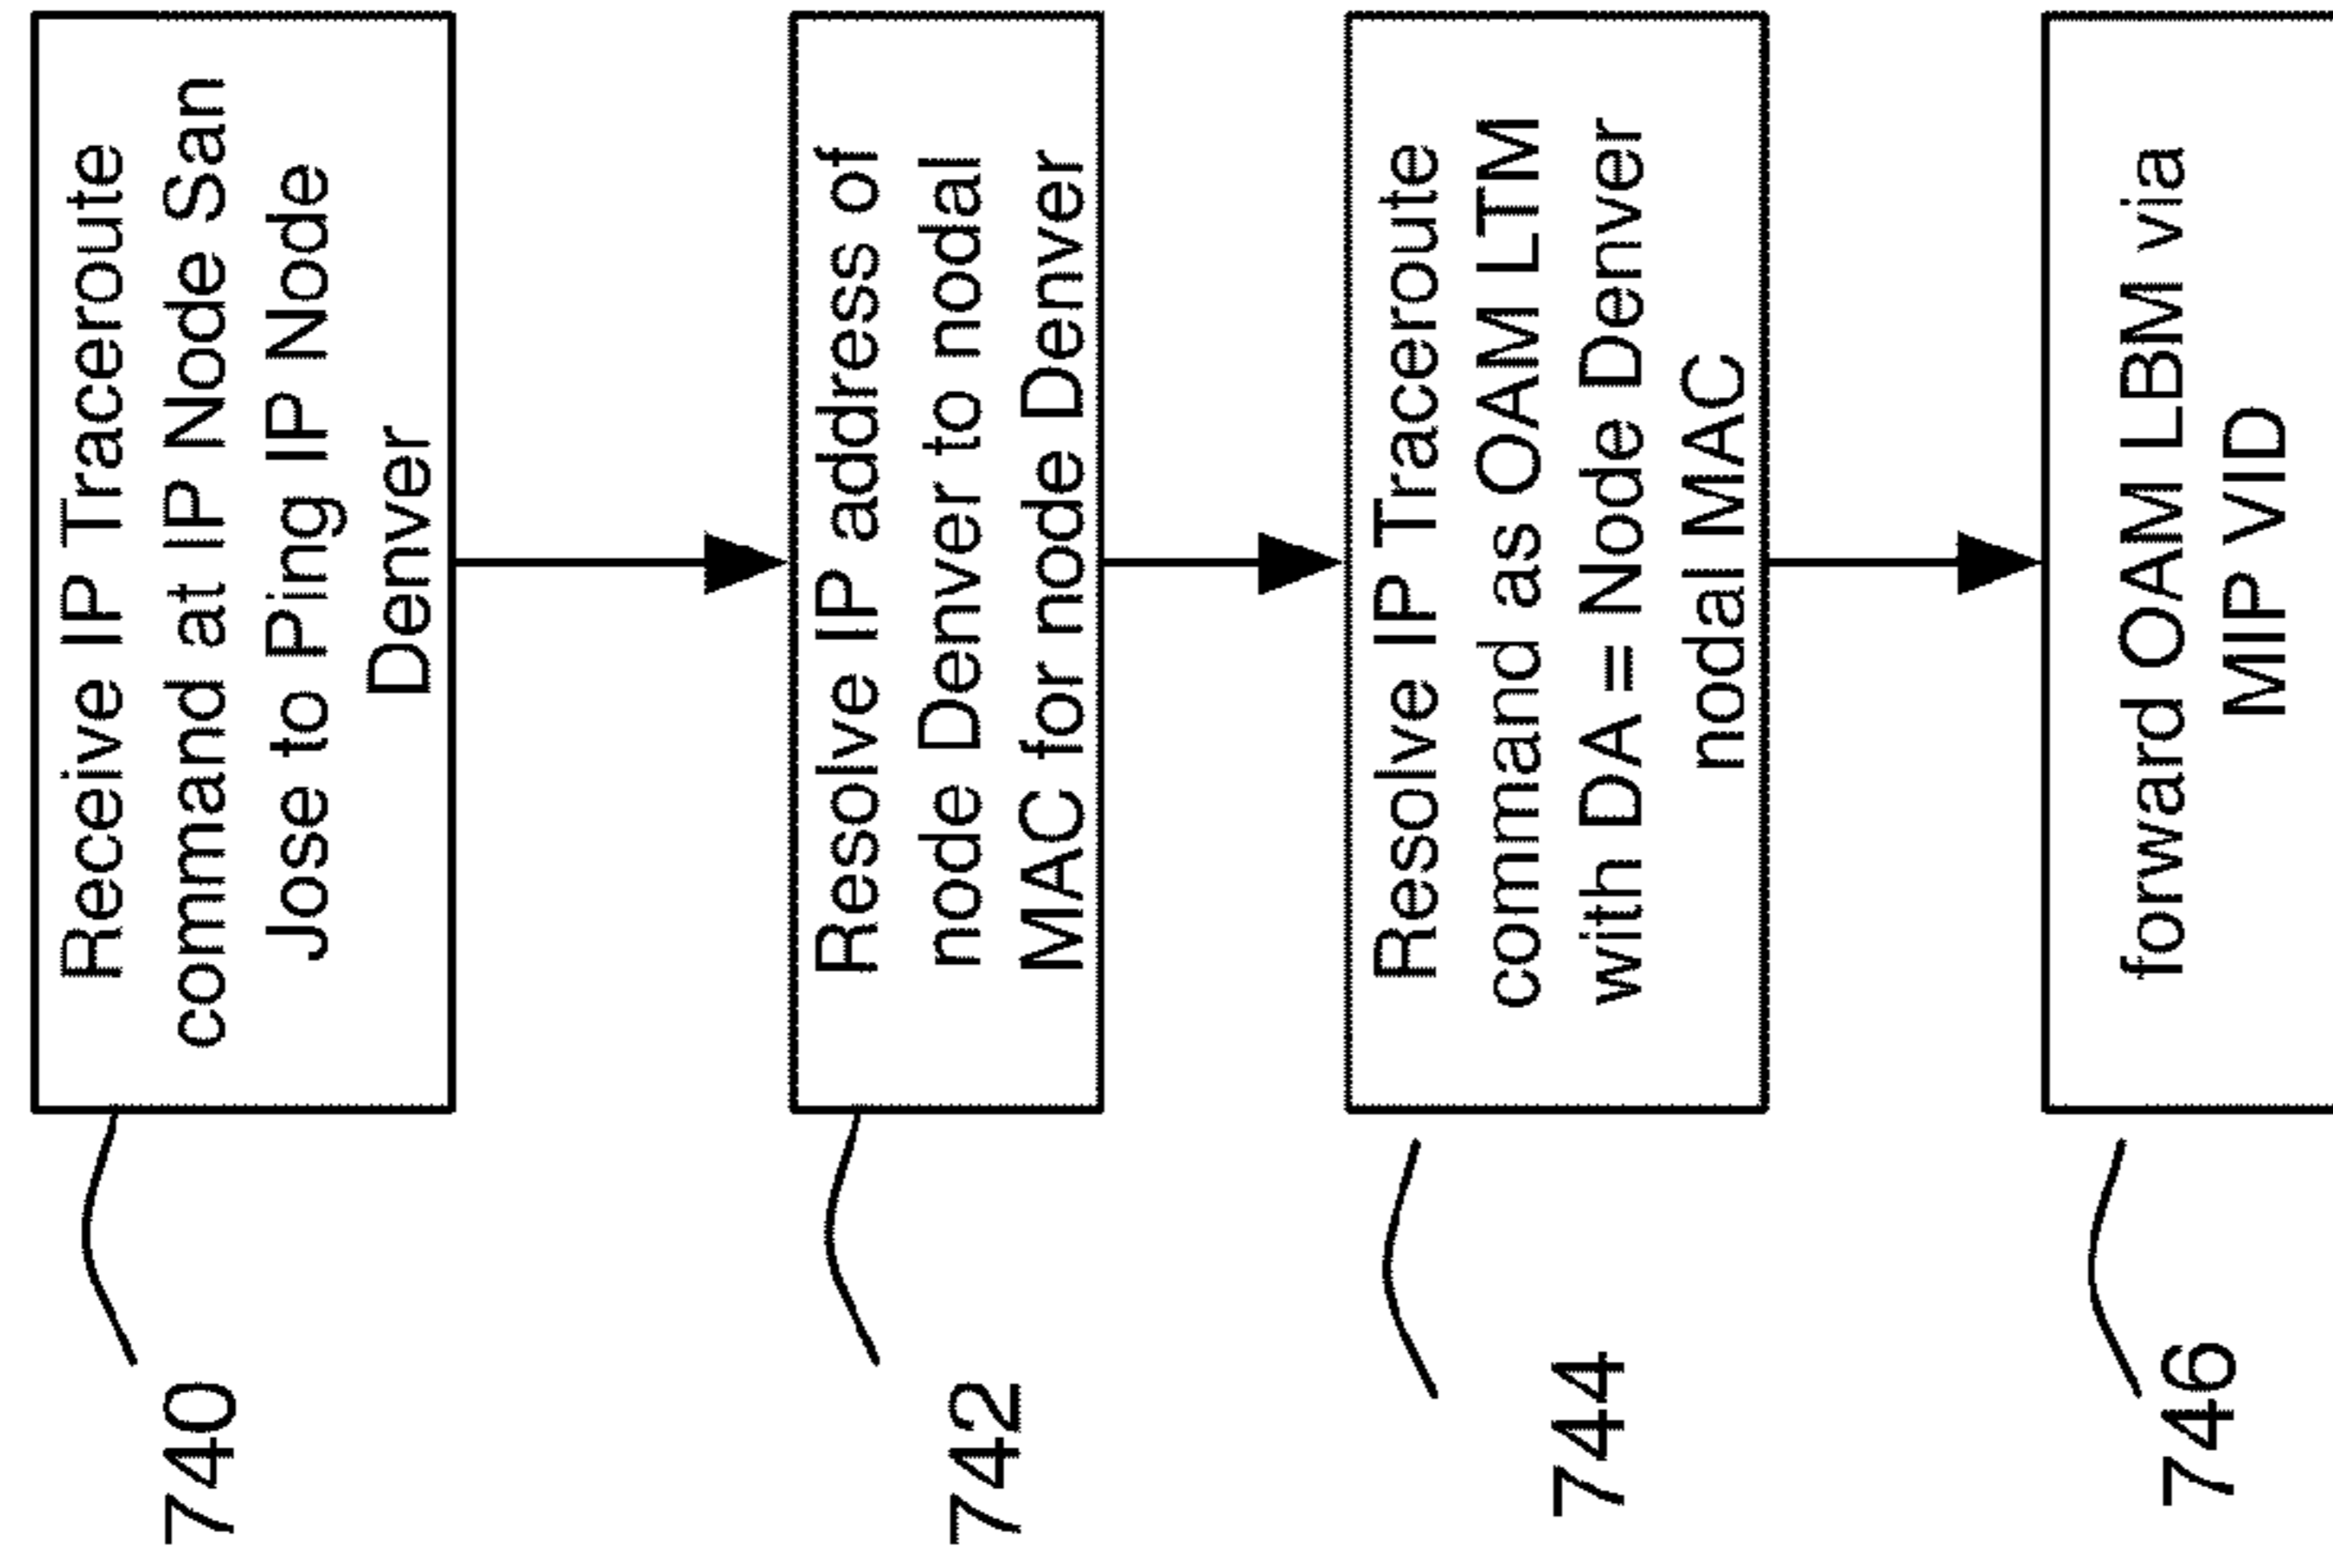 740
Receive IP Traceroute
command at IP Node San
Jose to Ping IP Node
Denver
742
Resolve IP address of
node Denver to nodal
MAC for node Denver
744
Resolve IP Traceroute
command as OAM LTM
with DA = Node Denver
nodal MAC
746
forward OAM LBM via
MIP VID